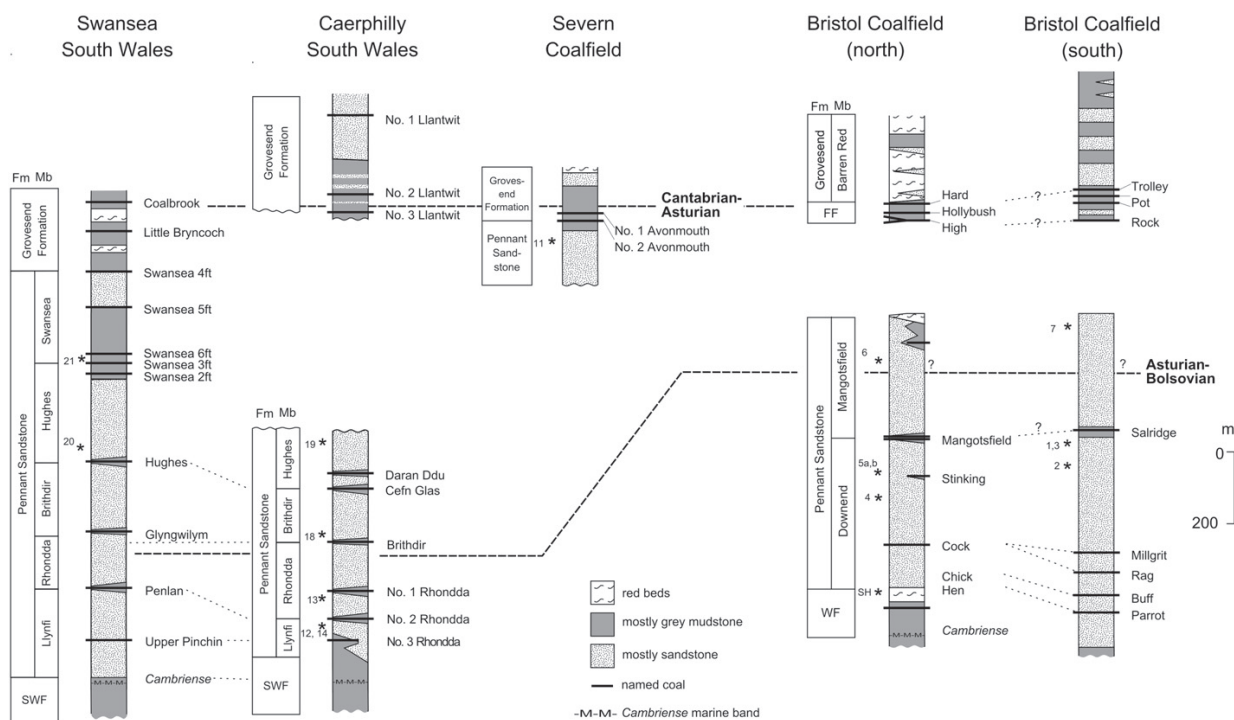 Swansea
South Wales
Caerphilly
South Wales
Severn
Coalfield
Bristol Coalfield
(north)
Bristol Coalfield
(south)
Fm Mb
Grovesend
Formation
Pennant Sandstone
Swansea
Hughes
Brithdir
Rhondda
Llynfi
SWF
21 *
20 *
Coalbrook
Little Bryncoch
Swansea 4ft
Swansea 5ft
Swansea 6ft
Swansea 3ft
Swansea 2ft
Hughes
Glyngwilym
Penlan
Upper Pinchin
Cambriense
-M-M-
Grovesend
Formation
No. 1 Llantwit
No. 2 Llantwit
No. 3 Llantwit
Fm Mb
Pennant Sandstone
Hughes
Brithdir
Rhondda
Llynfi
SWF
19 *
18 *
13 *
12, 14 *
Daran Ddu
Cefn Glas
Brithdir
No. 1 Rhondda
No. 2 Rhondda
No. 3 Rhondda
-M-M-
Groves-
end
Formation
Pennant
Sand-
stone
11 *
No. 1 Avonmouth
No. 2 Avonmouth
Cantabrian-
Asturian
Fm Mb
Grovesend
Barren Red
FF
Hard
Hollybush
High
?
?
Trolley
Pot
Rock
Pennant Sandstone
Mangotsfield
Downend
WF
6 *
5a,b *
4 *
SH *
?
Mangotsfield
Stinking
Cock
Chick
Hen
Cambriense
-M-M-
?
7 *
1,3 *
2 *
?
Asturian-
Bolsovian
Salridge
Millgrit
Rag
Buff
Parrot
m
0
200
red beds
mostly grey mudstone
mostly sandstone
named coal
-M-M- Cambriense marine band